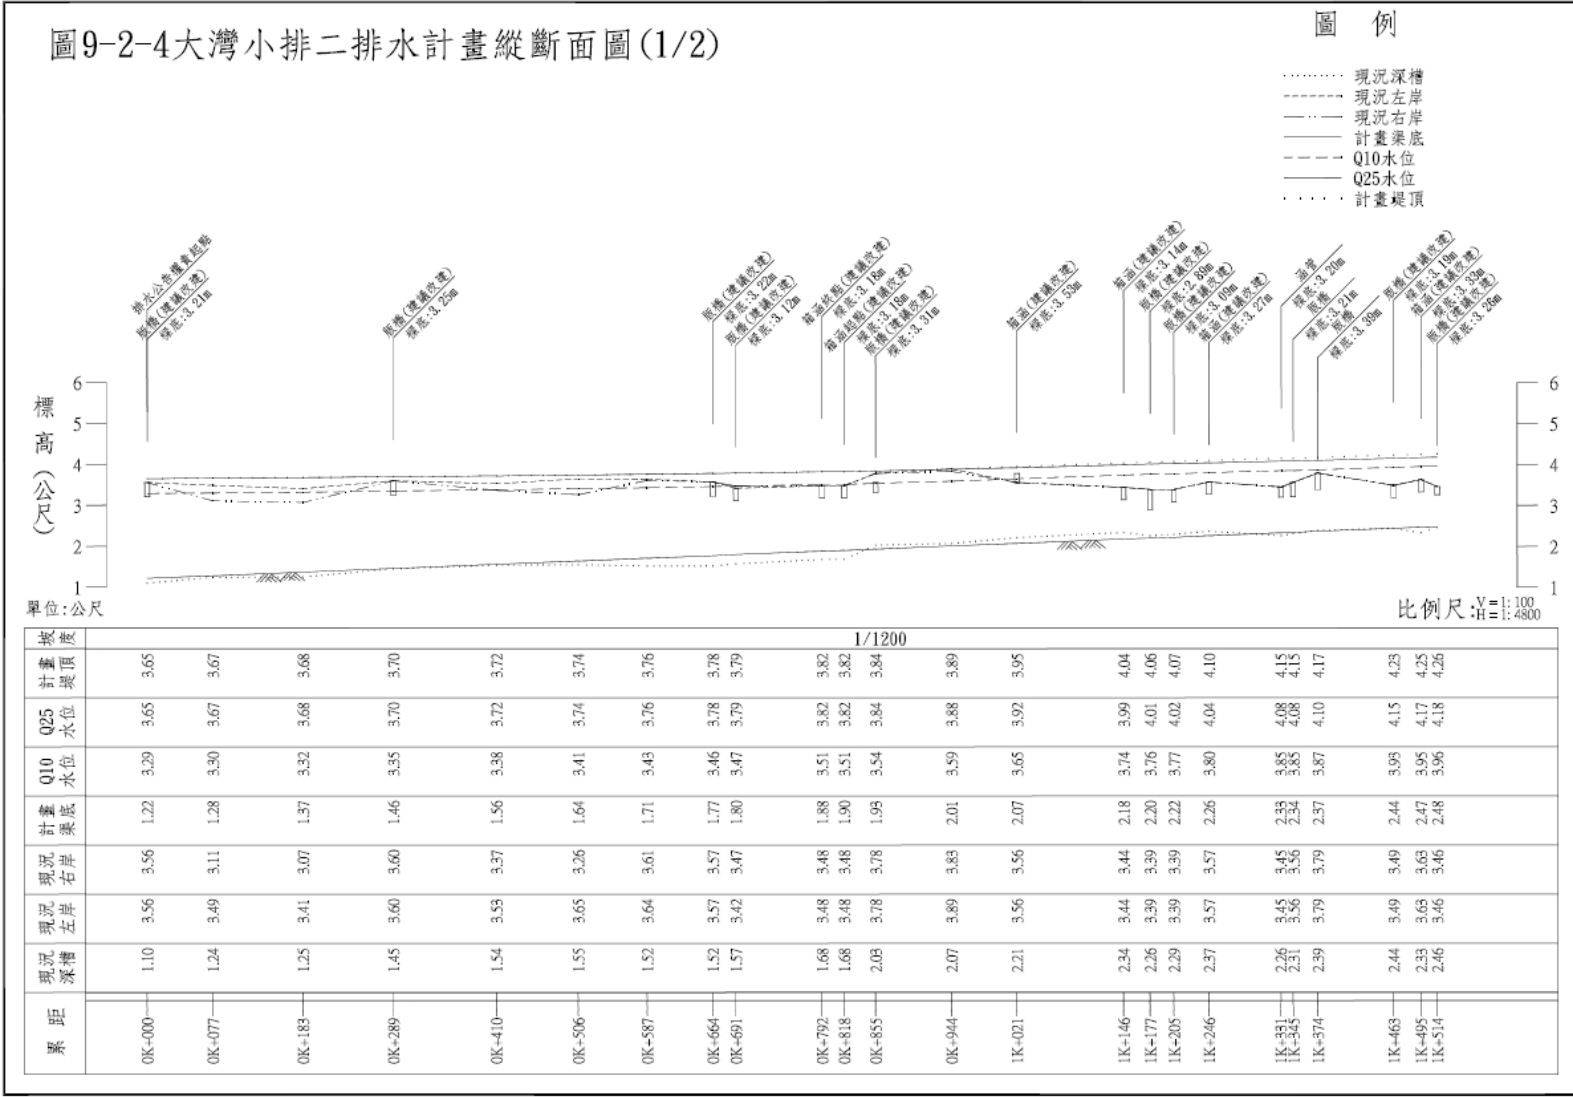 圖9-2-4大灣小排二排水計畫縱斷面圖(1/2)
圖 例
現況深槽
現況左岸
現況右岸
計畫渠底
Q10水位
Q25水位
計畫堤頂
排水公告權責起點
版橋(建議改建)
樑底:3.21m
版橋(建議改建)
樑底:3.25m
版橋(建議改建)
樑底:3.22m
版橋(建議改建)
樑底:3.12m
箱涵終點(建議改建)
樑底:3.18m
箱涵起點(建議改建)
樑底:3.18m
版橋(建議改建)
樑底:3.31m
箱涵(建議改建)
樑底:3.53m
箱涵(建議改建)
樑底:3.14m
版橋(建議改建)
樑底:2.89m
版橋(建議改建)
樑底:3.09m
箱涵(建議改建)
樑底:3.27m
涵管
樑底:3.20m
版橋
樑底:3.21m
版橋
樑底:3.39m
版橋(建議改建)
樑底:3.19m
箱涵(建議改建)
樑底:3.33m
版橋(建議改建)
樑底:3.26m
標高(公尺)
6
5
4
3
2
1
6
5
4
3
2
1
單位:公尺
比例尺:V=1:100
H=1:4800
坡度 1/1200
計畫堤頂 3.65 3.67 3.68 3.70 3.72 3.74 3.76 3.78 3.79 3.82 3.82 3.84 3.89 3.95 4.04 4.06 4.07 4.10 4.15 4.15 4.17 4.23 4.25 4.26
Q25水位 3.65 3.67 3.68 3.70 3.72 3.74 3.76 3.78 3.79 3.82 3.82 3.84 3.88 3.92 3.99 4.01 4.02 4.04 4.08 4.08 4.10 4.15 4.17 4.18
Q10水位 3.29 3.30 3.32 3.35 3.38 3.41 3.43 3.46 3.47 3.51 3.51 3.54 3.59 3.65 3.74 3.76 3.77 3.80 3.85 3.85 3.87 3.93 3.95 3.96
計畫渠底 1.22 1.28 1.37 1.46 1.56 1.64 1.71 1.77 1.80 1.88 1.90 1.93 2.01 2.07 2.18 2.20 2.22 2.26 2.33 2.34 2.37 2.44 2.47 2.48
現況右岸 3.56 3.11 3.07 3.60 3.37 3.26 3.61 3.57 3.47 3.48 3.48 3.78 3.83 3.56 3.44 3.39 3.39 3.57 3.45 3.56 3.79 3.49 3.63 3.46
現況左岸 3.56 3.49 3.41 3.60 3.53 3.65 3.64 3.57 3.42 3.48 3.48 3.78 3.89 3.56 3.44 3.39 3.39 3.57 3.45 3.56 3.79 3.49 3.63 3.46
現況深槽 1.10 1.24 1.25 1.45 1.54 1.55 1.52 1.52 1.57 1.68 1.68 2.03 2.07 2.21 2.34 2.26 2.29 2.37 2.26 2.31 2.39 2.44 2.33 2.46
累距 0K+000 0K+077 0K+183 0K+289 0K+410 0K+506 0K+587 0K+664 0K+691 0K+792 0K+818 0K+855 0K+944 1K+021 1K+146 1K+177 1K+205 1K+246 1K+331 1K+345 1K+374 1K+463 1K+495 1K+514